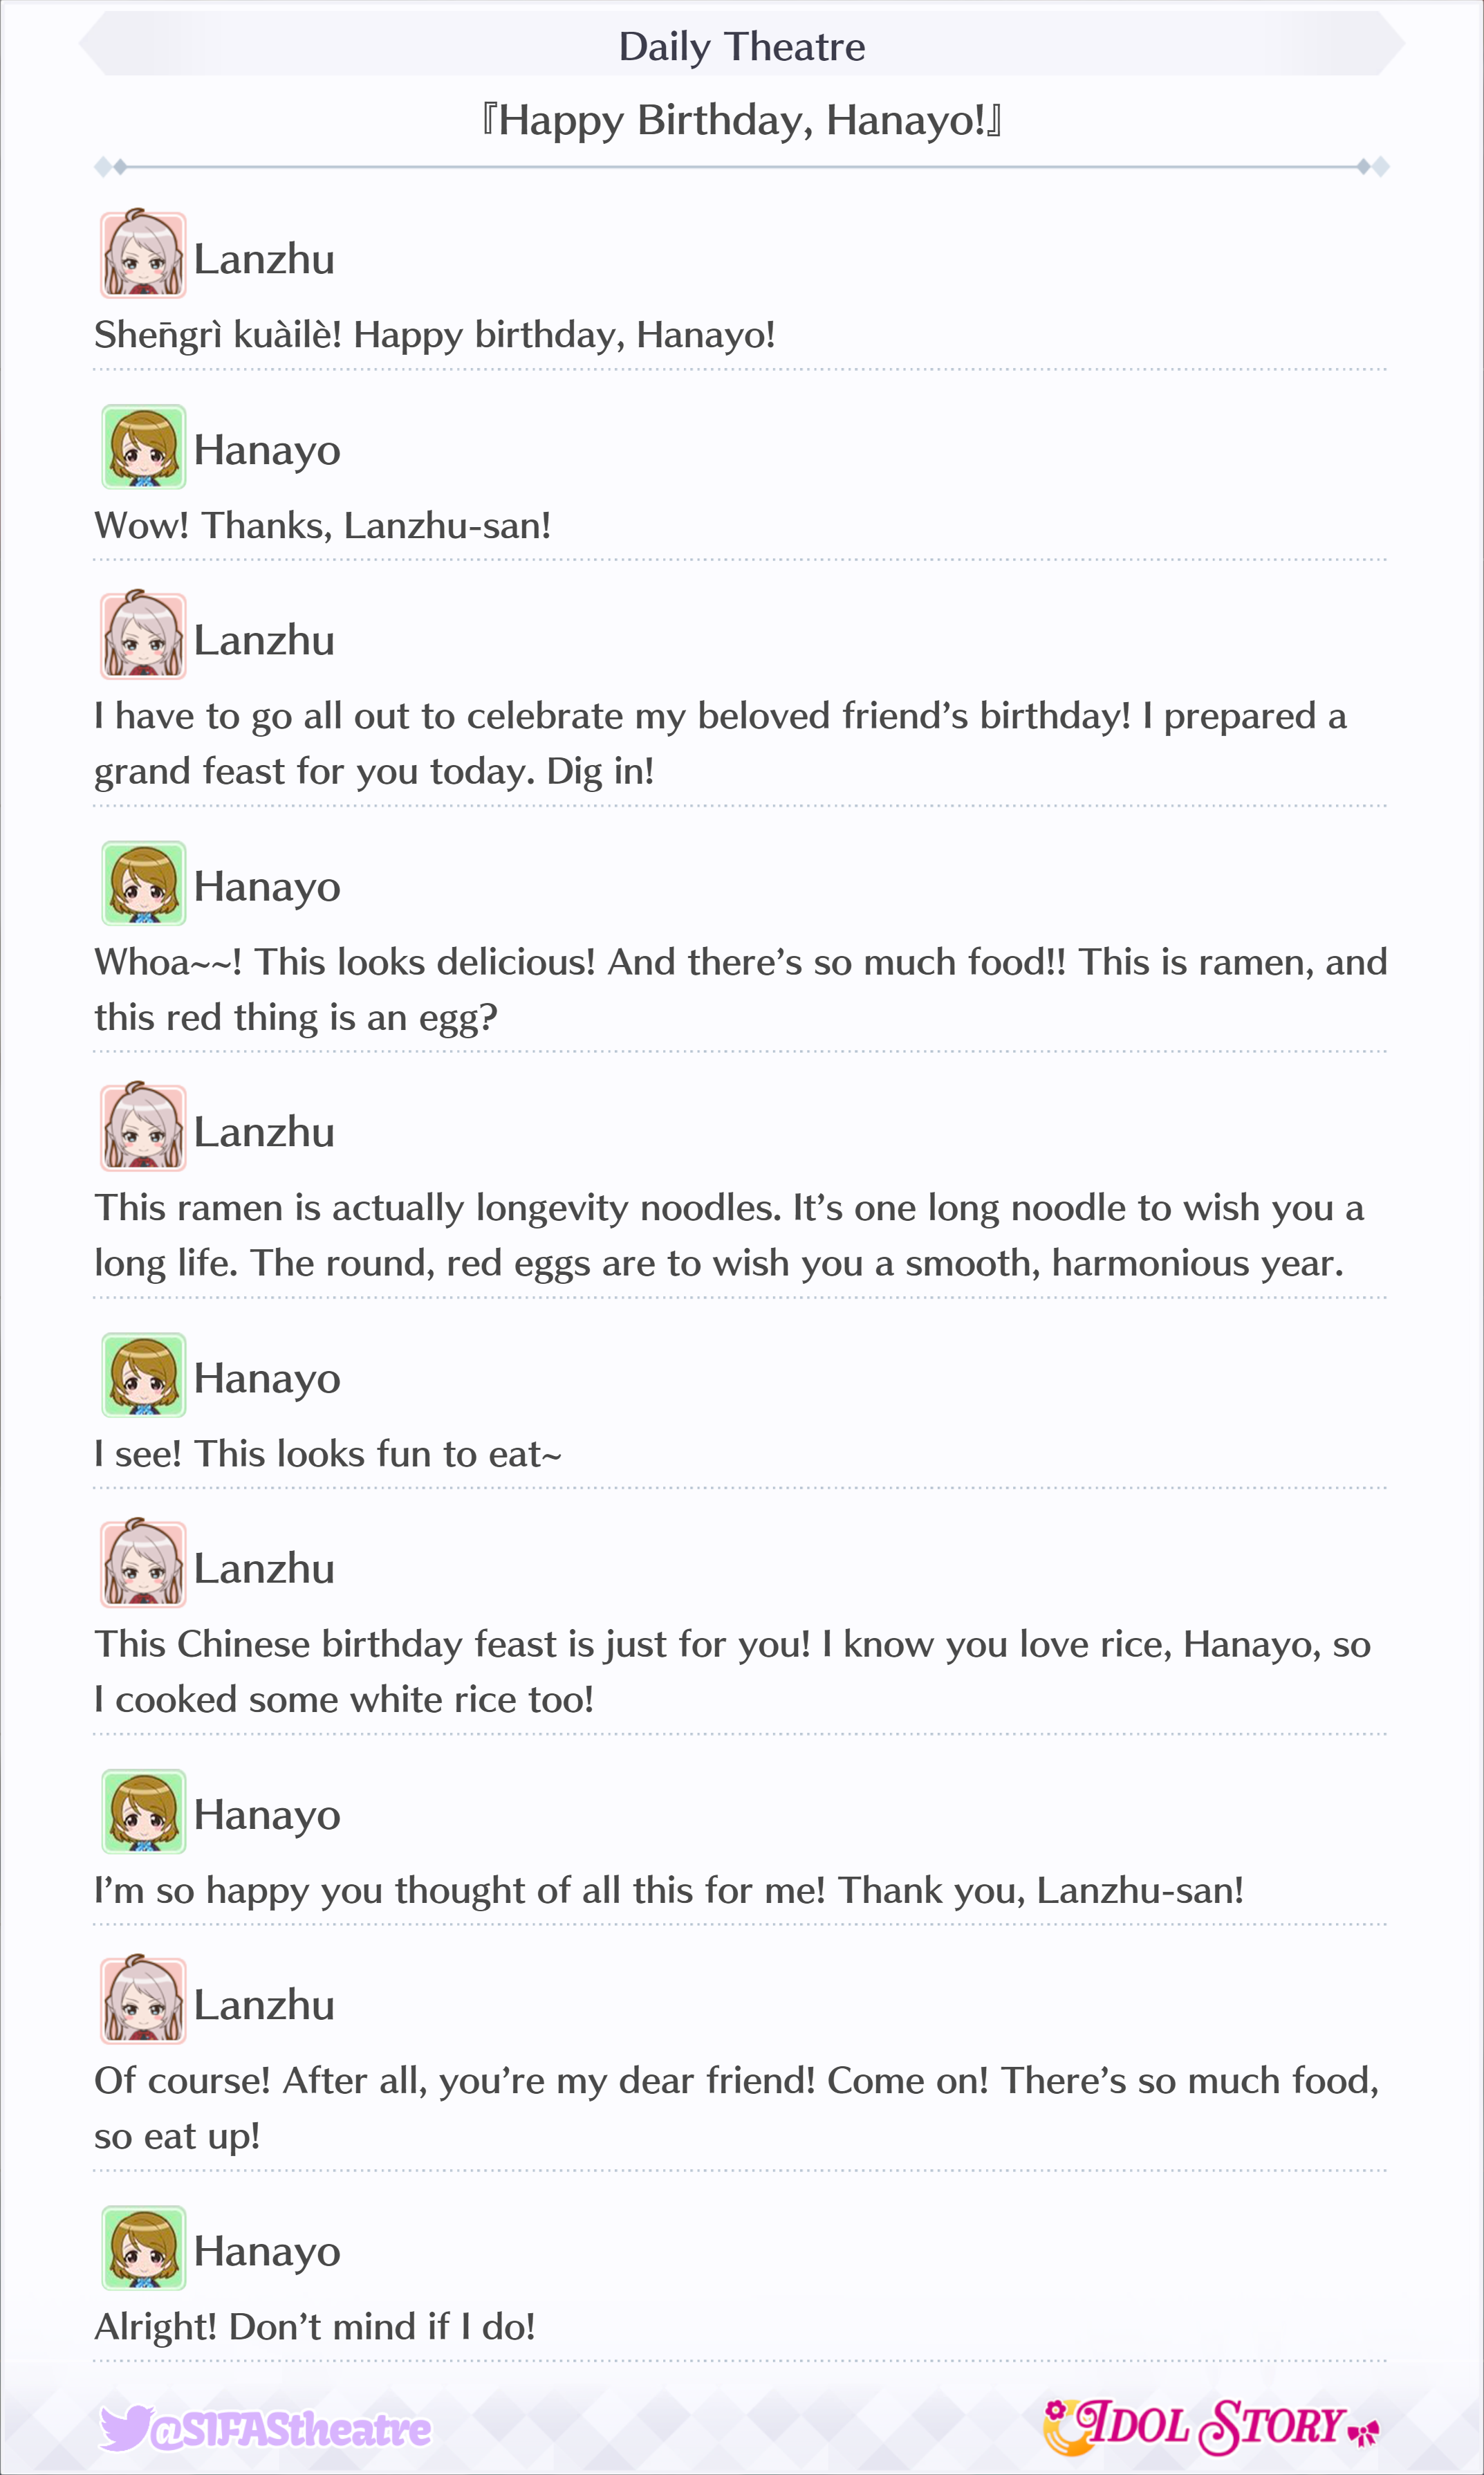 Daily Theatre
『Happy Birthday, Hanayo!』
Lanzhu
Shen̄grì kuàilè! Happy birthday, Hanayo!
Hanayo
Wow! Thanks, Lanzhu-san!
Lanzhu
I have to go all out to celebrate my beloved friend’s birthday! I prepared a
grand feast for you today. Dig in!
Hanayo
Whoa~~! This looks delicious! And there’s so much food!! This is ramen, and
this red thing is an egg?
Lanzhu
This ramen is actually longevity noodles. It’s one long noodle to wish you a
long life. The round, red eggs are to wish you a smooth, harmonious year.
Hanayo
I see! This looks fun to eat~
Lanzhu
This Chinese birthday feast is just for you! I know you love rice, Hanayo, so
I cooked some white rice too!
Hanayo
I’m so happy you thought of all this for me! Thank you, Lanzhu-san!
Lanzhu
Of course! After all, you’re my dear friend! Come on! There’s so much food,
so eat up!
Hanayo
Alright! Don’t mind if I do!
@SIFAStheatre
IDOL STORY